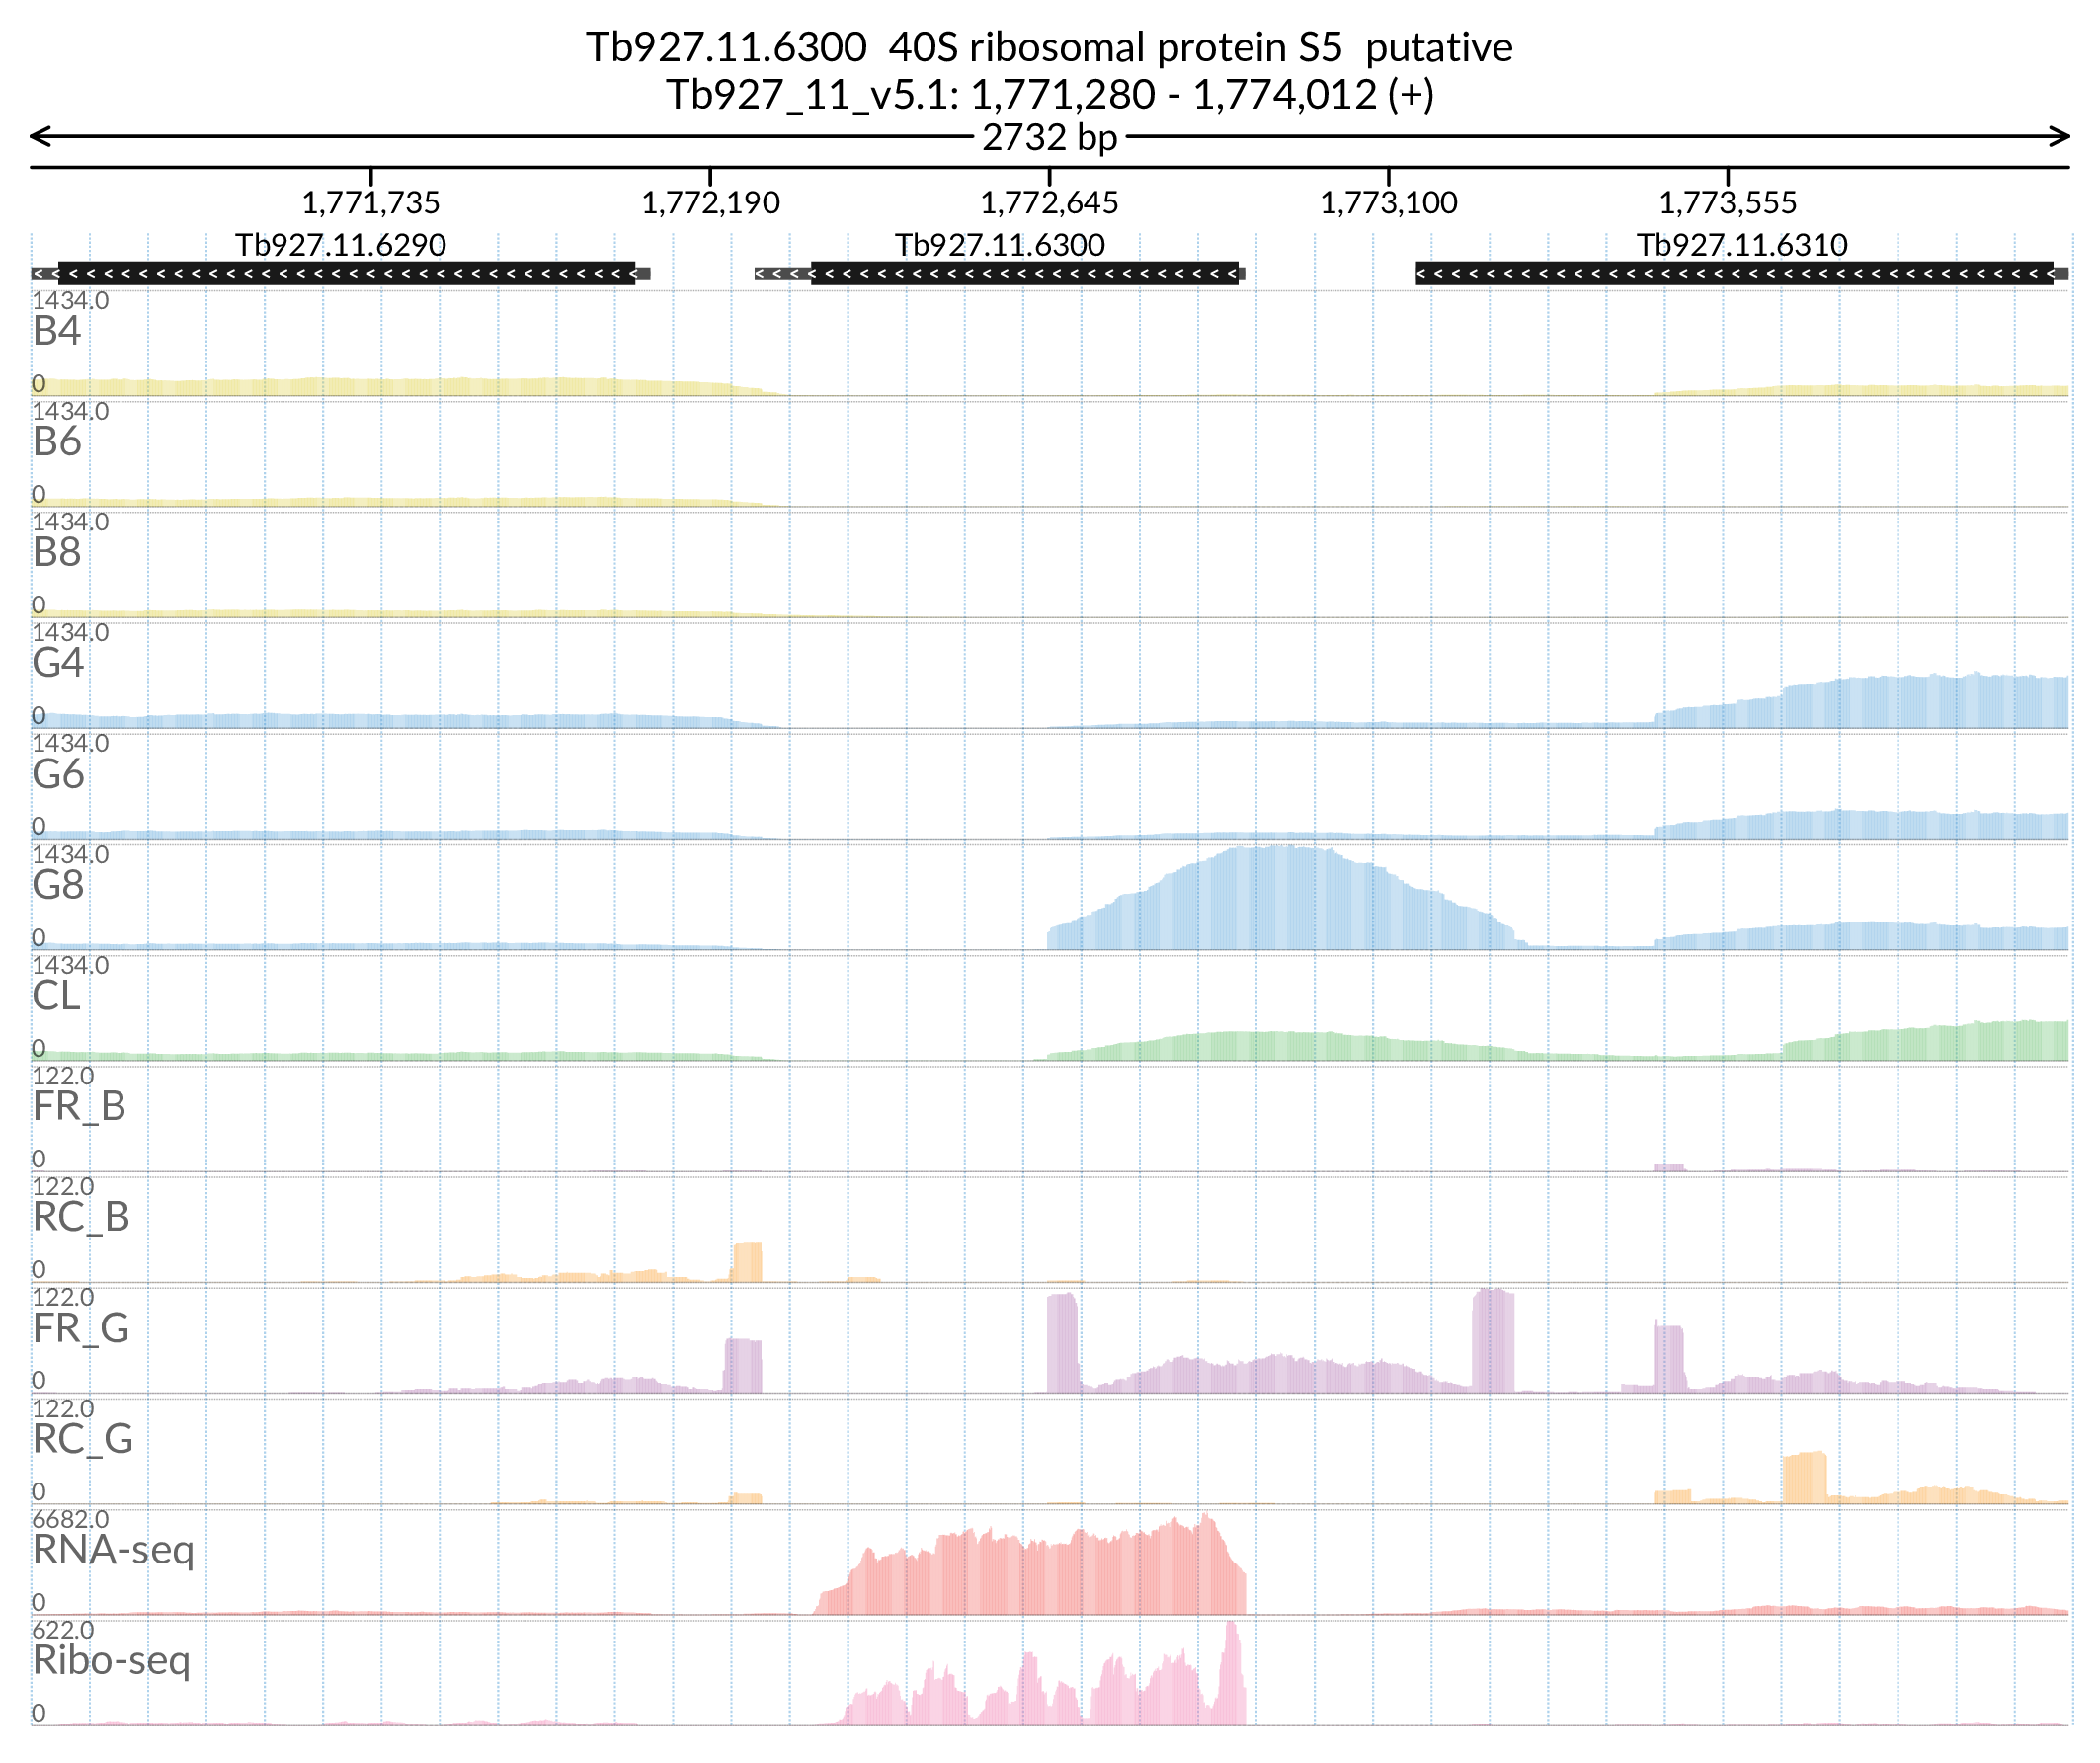 Tb927.11.6300  40S ribosomal protein S5  putative
Tb927_11_v5.1: 1,771,280 - 1,774,012 (+)
2732 bp
1,771,735 1,772,190 1,772,645 1,773,100 1,773,555
Tb927.11.6290 Tb927.11.6300 Tb927.11.6310
1434.0
B4
0
1434.0
B6
0
1434.0
B8
0
1434.0
G4
0
1434.0
G6
0
1434.0
G8
0
1434.0
CL
0
122.0
FR_B
0
122.0
RC_B
0
122.0
FR_G
0
122.0
RC_G
0
6682.0
RNA-seq
0
622.0
Ribo-seq
0